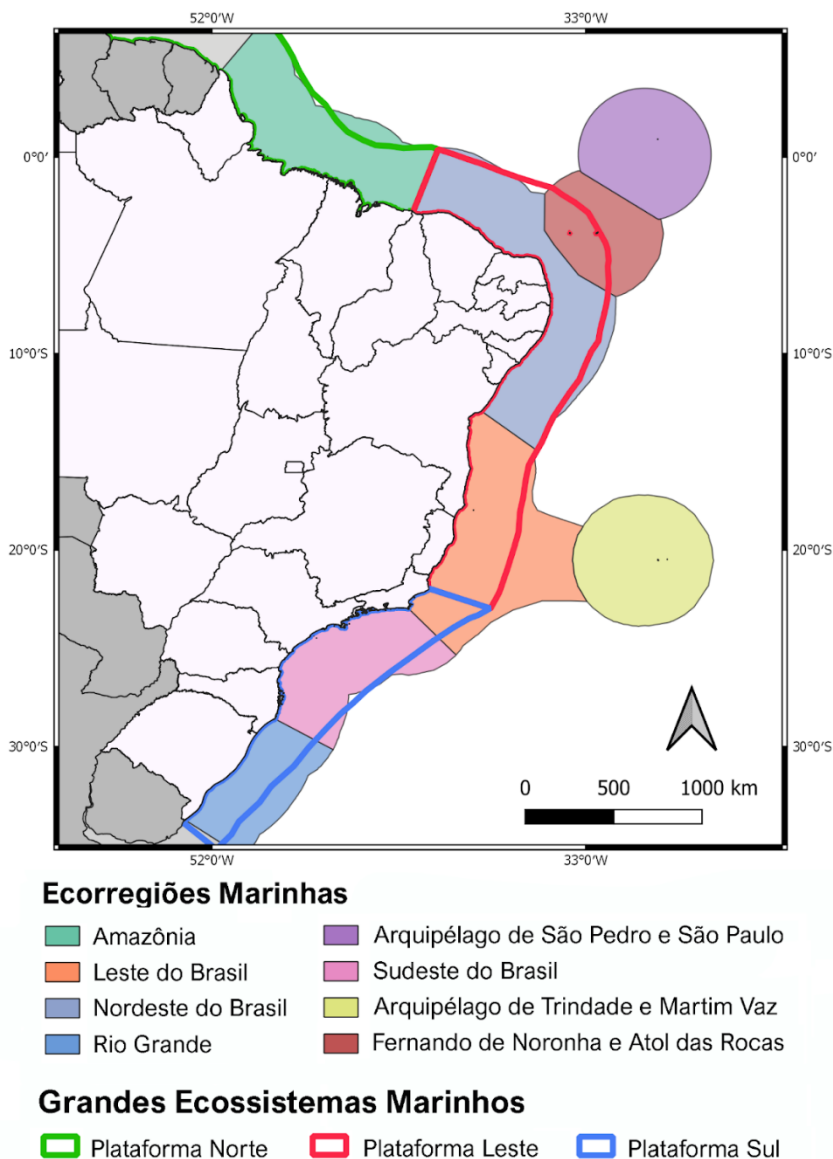 52°0'W 33°0'W
0°0' 0°0'
10°0'S 10°0'S
20°0'S 20°0'S
30°0'S 30°0'S
0 500 1000 km
52°0'W 33°0'W
Ecorregiões Marinhas
Amazônia Arquipélago de São Pedro e São Paulo
Leste do Brasil Sudeste do Brasil
Nordeste do Brasil Arquipélago de Trindade e Martim Vaz
Rio Grande Fernando de Noronha e Atol das Rocas
Grandes Ecossistemas Marinhos
Plataforma Norte Plataforma Leste Plataforma Sul